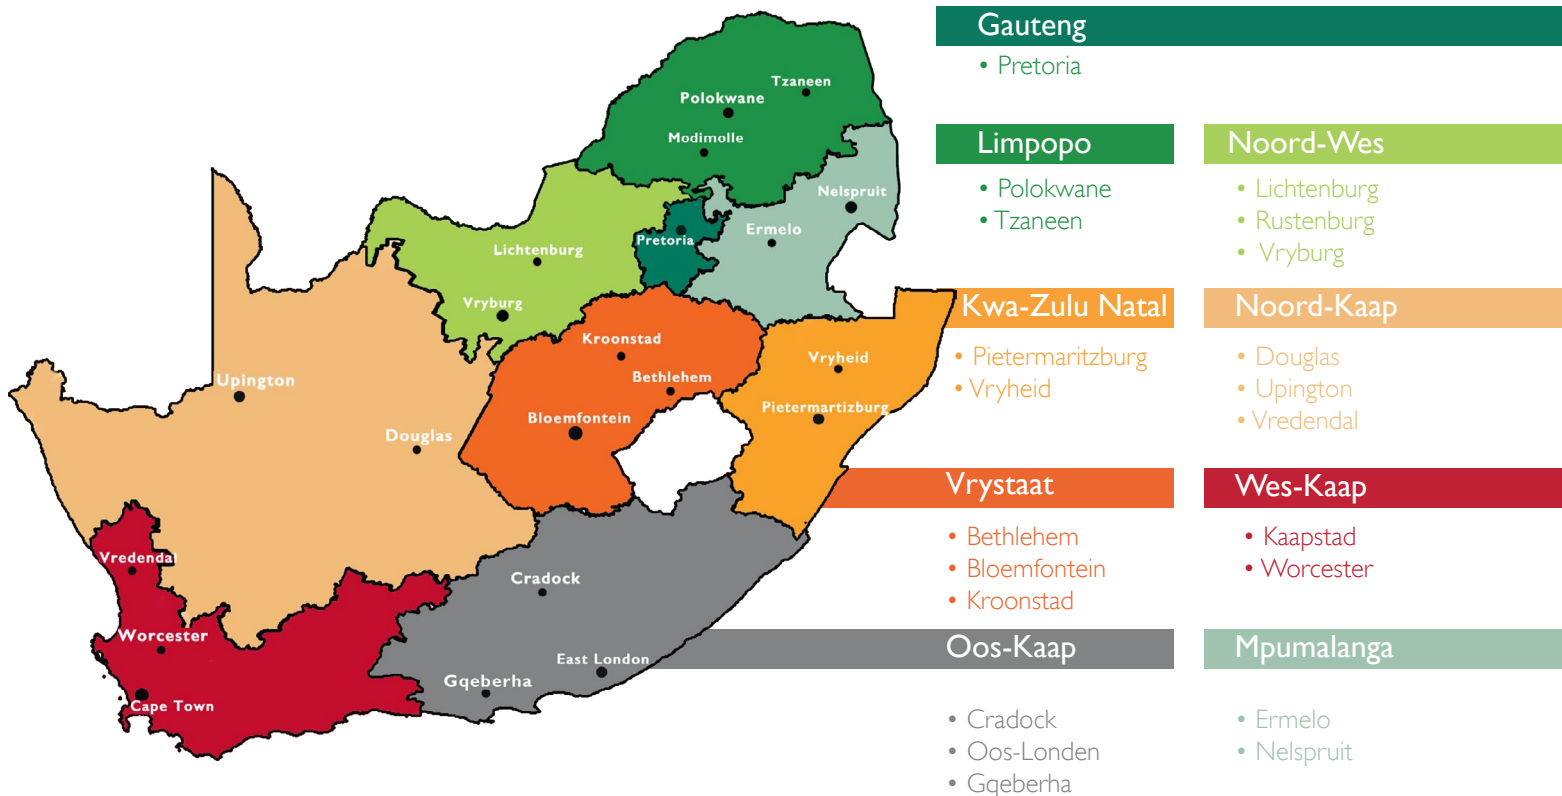 Tzaneen
Polokwane
Modimolle
Nelspruit
Ermelo
Pretoria
Lichtenburg
Vryburg
Kroonstad
Vryheid
Bethlehem
Upington
Pietermartizburg
Bloemfontein
Douglas
Vredendal
Cradock
Worcester
East London
Gqeberha
Cape Town
Gauteng
• Pretoria
Limpopo
• Polokwane
• Tzaneen
Noord-Wes
• Lichtenburg
• Rustenburg
• Vryburg
Kwa-Zulu Natal
• Pietermaritzburg
• Vryheid
Noord-Kaap
• Douglas
• Upington
• Vredendal
Vrystaat
• Bethlehem
• Bloemfontein
• Kroonstad
Wes-Kaap
• Kaapstad
• Worcester
Oos-Kaap
• Cradock
• Oos-Londen
• Gqeberha
Mpumalanga
• Ermelo
• Nelspruit